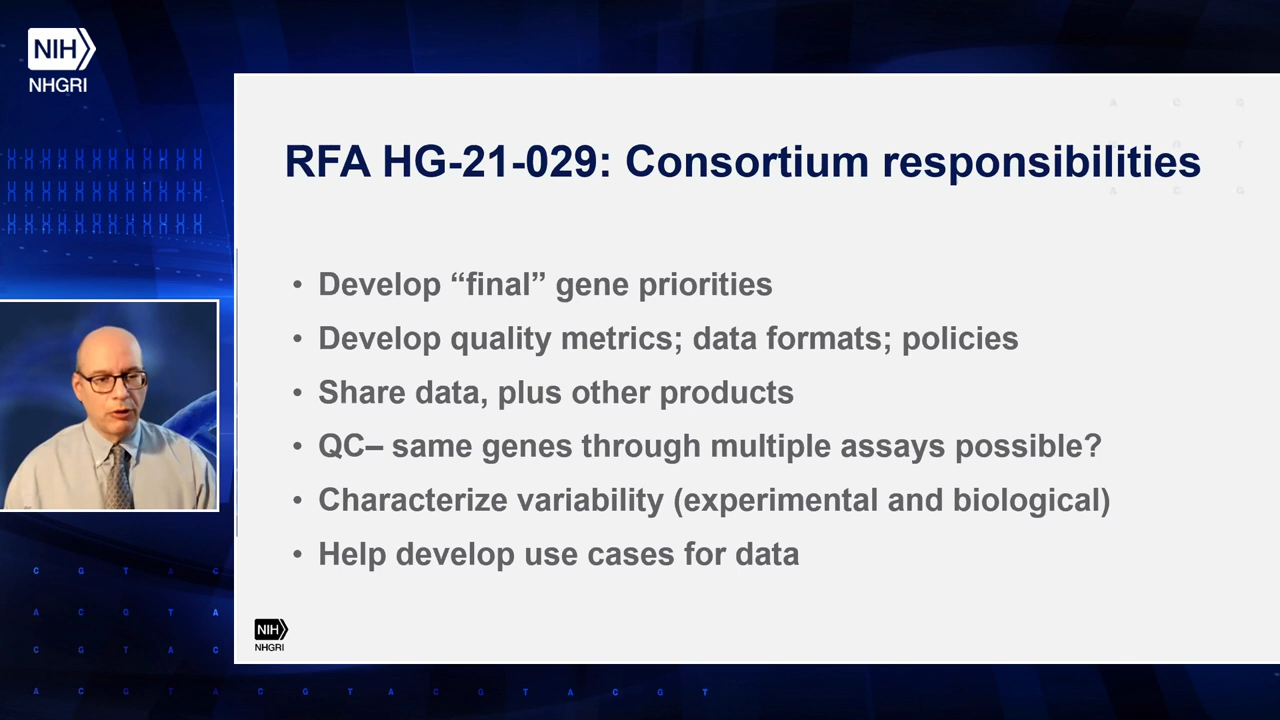 NIH
NHGRI
RFA HG-21-029: Consortium responsibilities
• Develop “final” gene priorities
• Develop quality metrics; data formats; policies
• Share data, plus other products
• QC– same genes through multiple assays possible?
• Characterize variability (experimental and biological)
• Help develop use cases for data
NIH
NHGRI
A C G
A T
A C G
C G T A C
A C G T A
C G T A C
A C G T A C G T A C G T